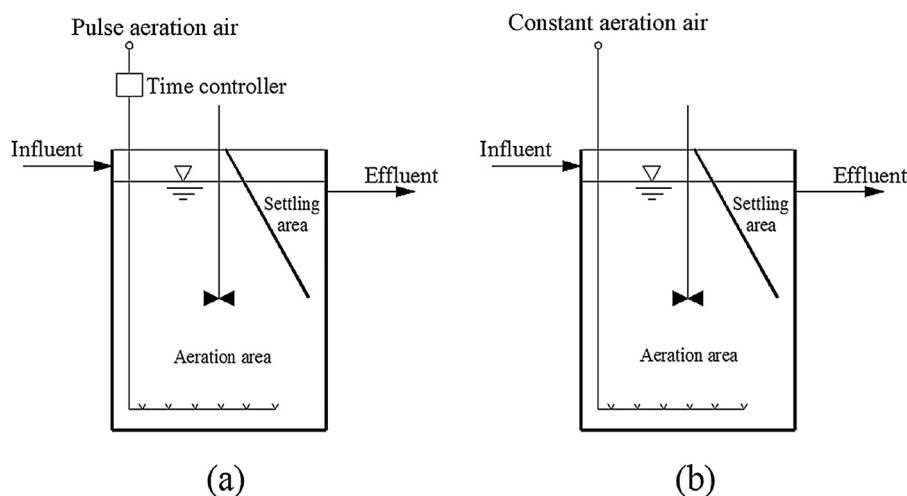 Pulse aeration air
Time controller
Influent
Effluent
Settling
area
Aeration area
(a)
Constant aeration air
Influent
Effluent
Settling
area
Aeration area
(b)